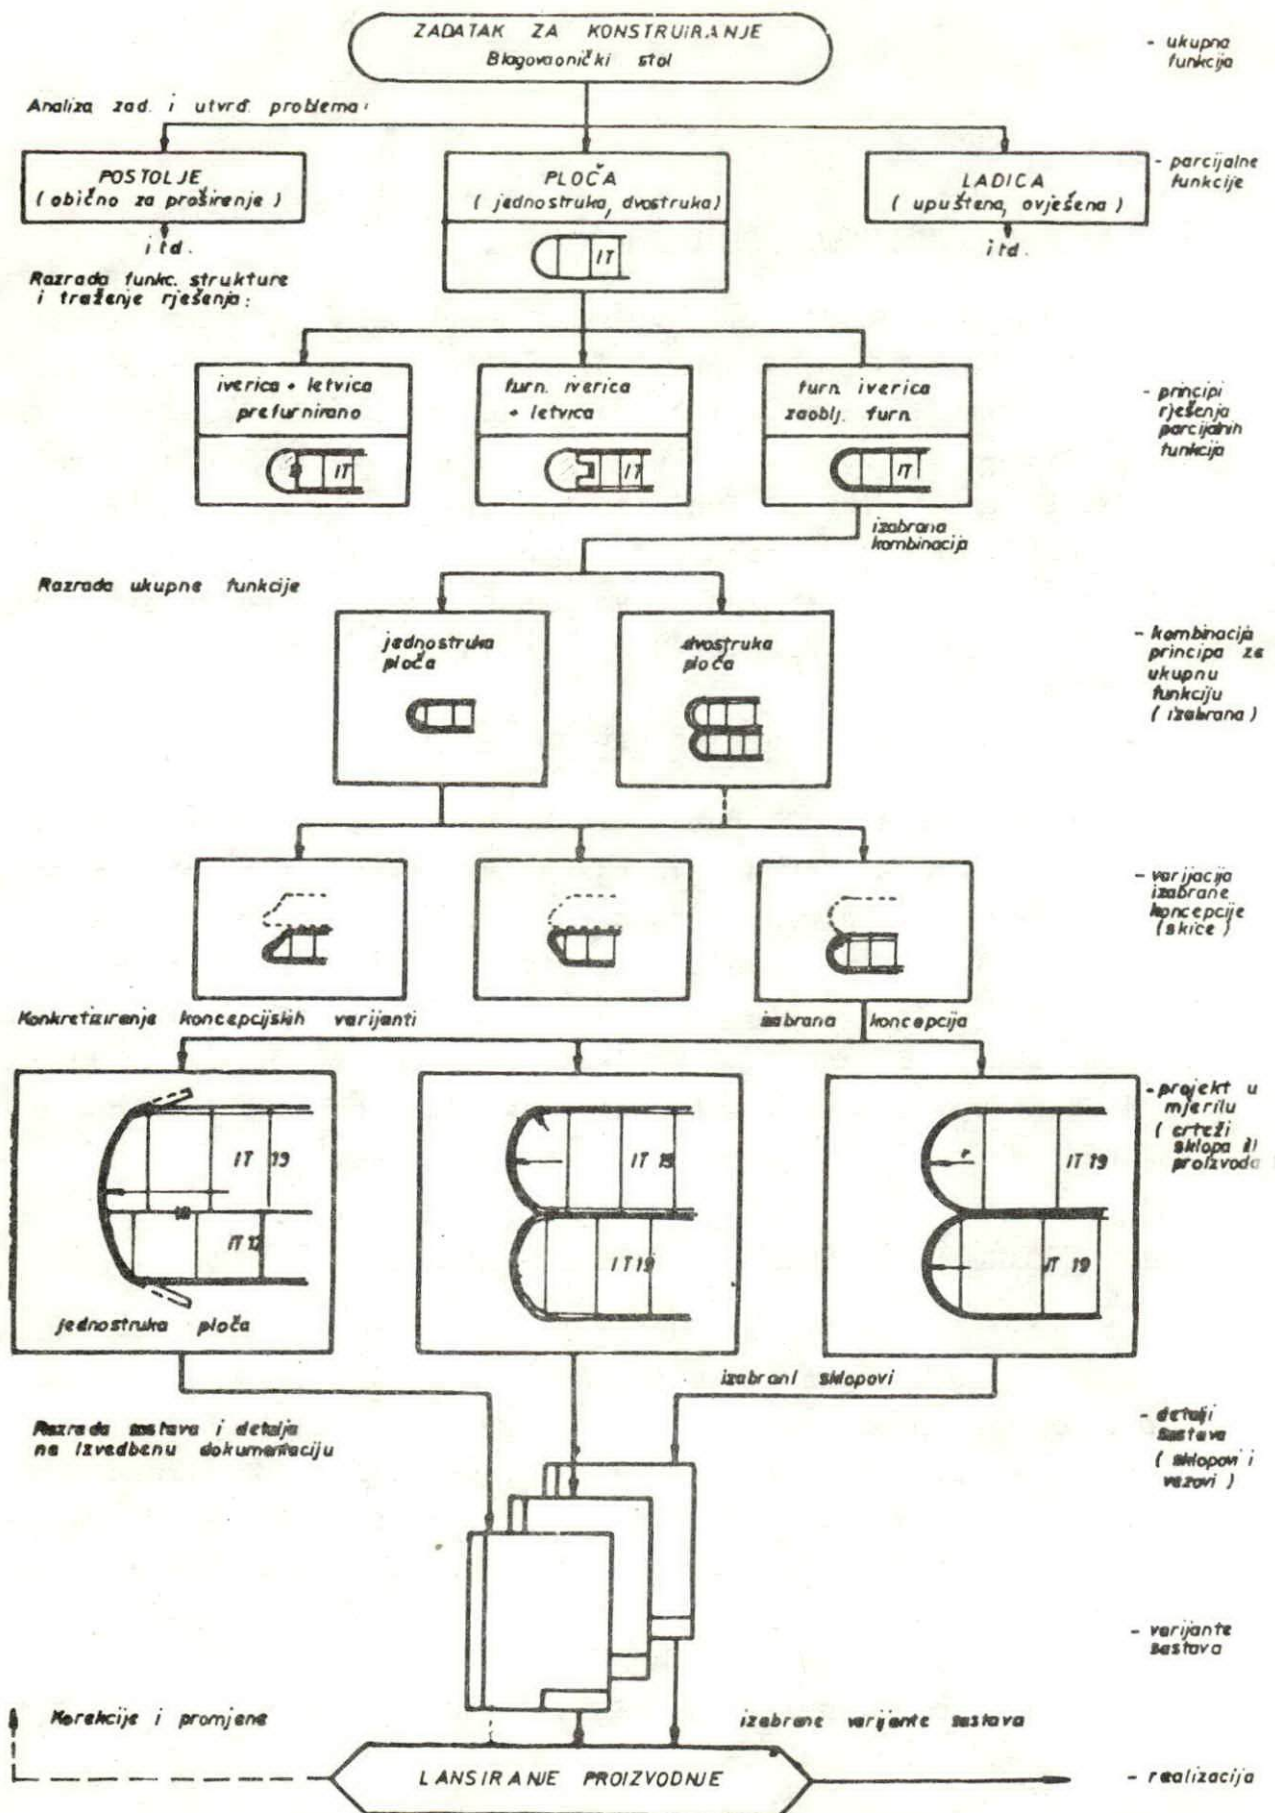 ZADATAK ZA KONSTRUIRANJE
Blagovaonički stol
- ukupna
funkcija
Analiza zad. i utvrđ. problema:
POSTOLJE
( obično za proširenje )
PLOČA
( jednostruka, dvostruka)
IT
LADICA
( upuštena, ovješena )
- parcijalne
funkcije
itd.
itd.
Razrada funkc. strukture
i traženje rješenja:
iverica + letvica
prefurnirano
IT
furn. iverica
+ letvica
IT
furn. iverica
zaoblj. furn.
IT
- principi
rješenja
parcijalnih
funkcija
izabrana
kombinacija
Razrada ukupne funkcije
jednostruka
ploča
dvostruka
ploča
- kombinacija
principa za
ukupnu
funkciju
( izabrana )
- varijacija
izabrane
koncepcije
(skice)
Konkretiziranje koncepcijskih varijanti
izabrana koncepcija
IT 19
IT 12
jednostruka ploča
IT 19
IT 19
r
IT 19
IT 19
- projekt u
mjerilu
( crteži
sklopa ili
proizvoda
izabrani sklopovi
Razrada sastava i detalja
na izvedbenu dokumentaciju
- detalji
sastava
( sklopovi i
vezovi )
- varijante
sastava
Korekcije i promjene
izabrane varijante sastava
LANSIRANJE PROIZVODNJE
- realizacija